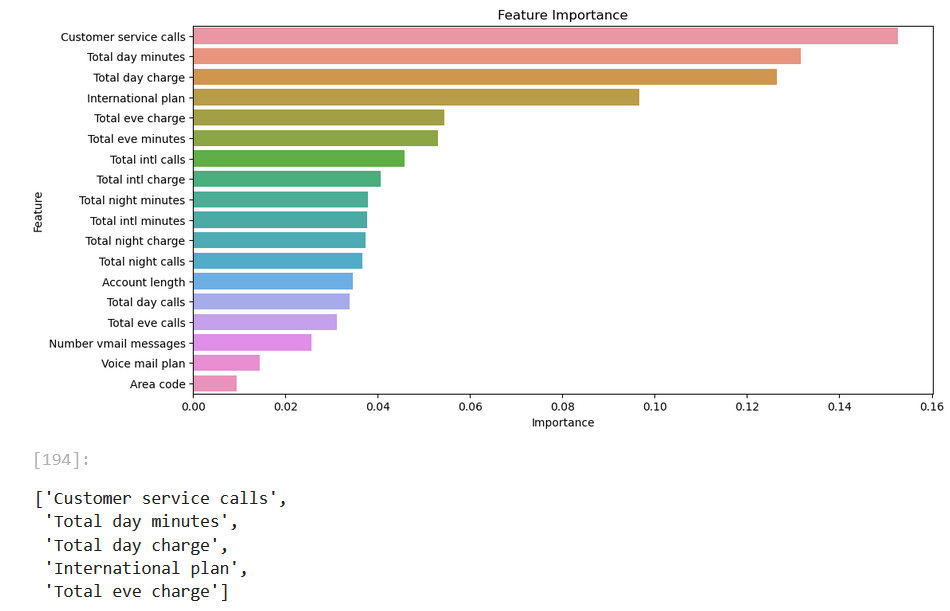 Feature Importance
Customer service calls
Total day minutes
Total day charge
International plan
Total eve charge
Total eve minutes
Total intl calls
Total intl charge
Total night minutes
Total intl minutes
Total night charge
Total night calls
Account length
Total day calls
Total eve calls
Number vmail messages
Voice mail plan
Area code
Feature
0.00 0.02 0.04 0.06 0.08 0.10 0.12 0.14 0.16
Importance
[194]:
['Customer service calls',
'Total day minutes',
'Total day charge',
'International plan',
'Total eve charge']